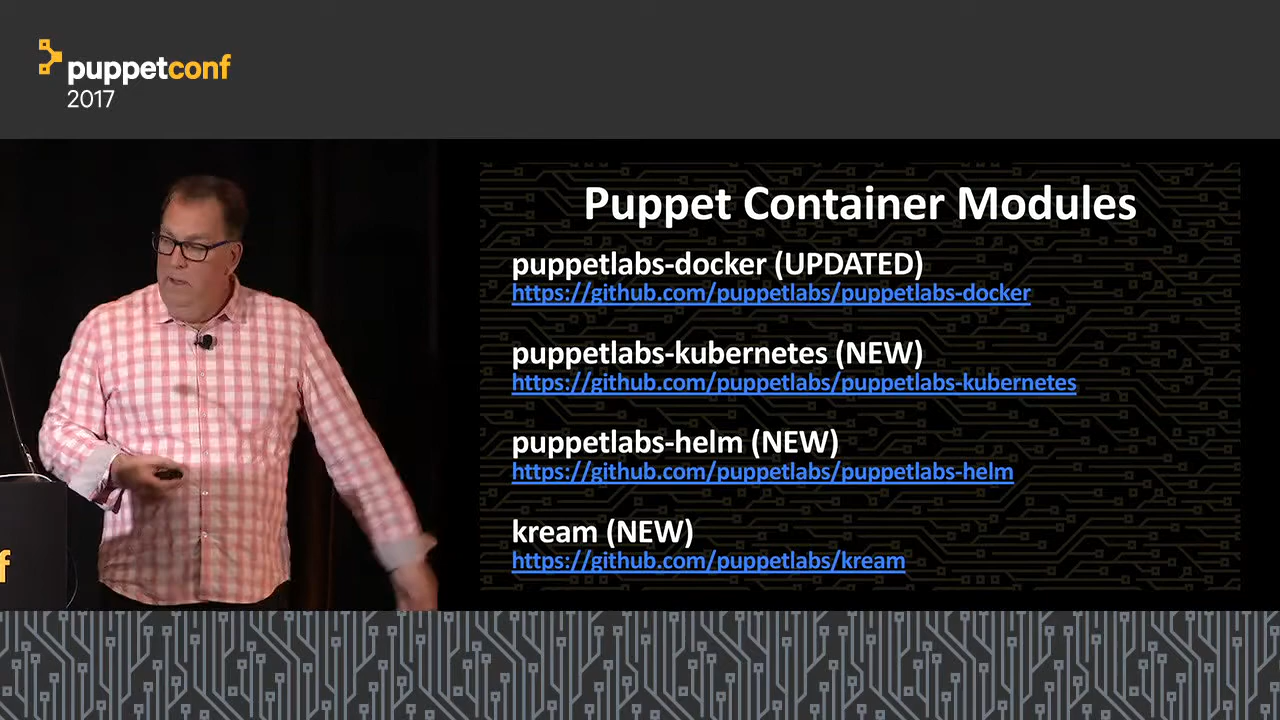 puppetconf
2017
Puppet Container Modules
puppetlabs-docker (UPDATED)
https://github.com/puppetlabs/puppetlabs-docker
puppetlabs-kubernetes (NEW)
https://github.com/puppetlabs/puppetlabs-kubernetes
puppetlabs-helm (NEW)
https://github.com/puppetlabs/puppetlabs-helm
kream (NEW)
https://github.com/puppetlabs/kream
f